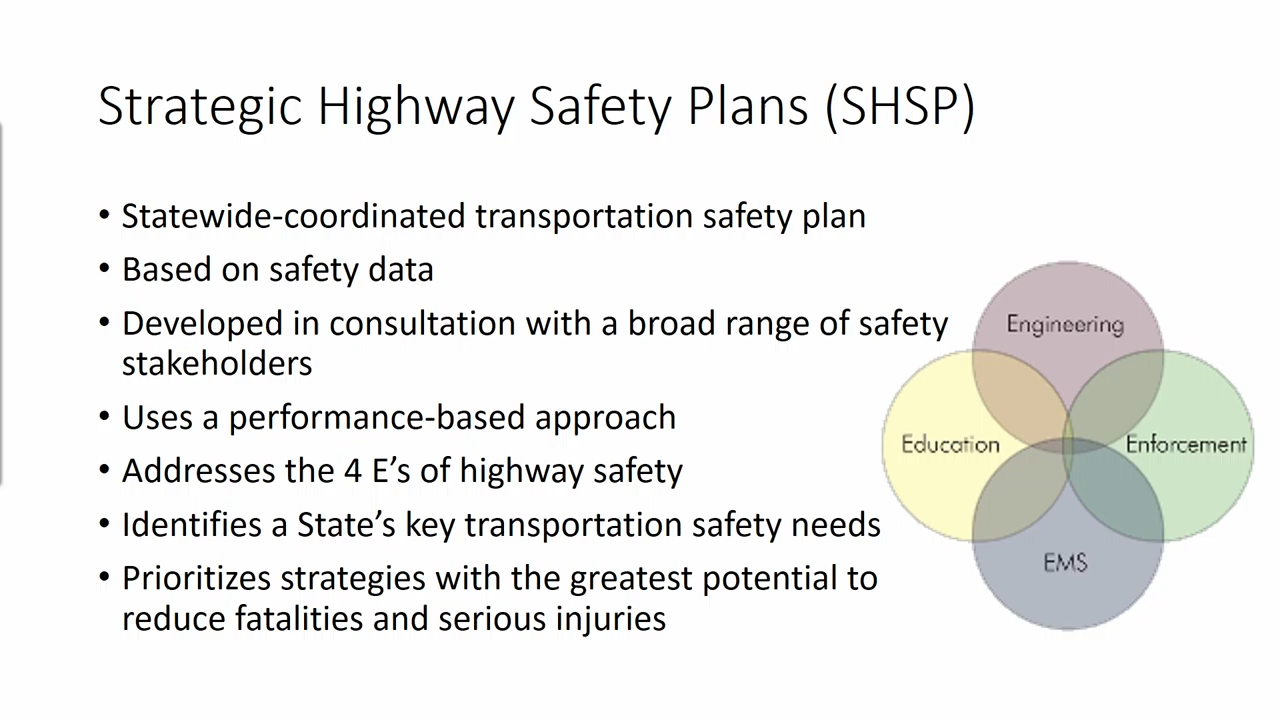 Strategic Highway Safety Plans (SHSP)
• Statewide-coordinated transportation safety plan
• Based on safety data
• Developed in consultation with a broad range of safety
stakeholders
• Uses a performance-based approach
• Addresses the 4 E’s of highway safety
• Identifies a State’s key transportation safety needs
• Prioritizes strategies with the greatest potential to
reduce fatalities and serious injuries
Engineering
Education
Enforcement
EMS